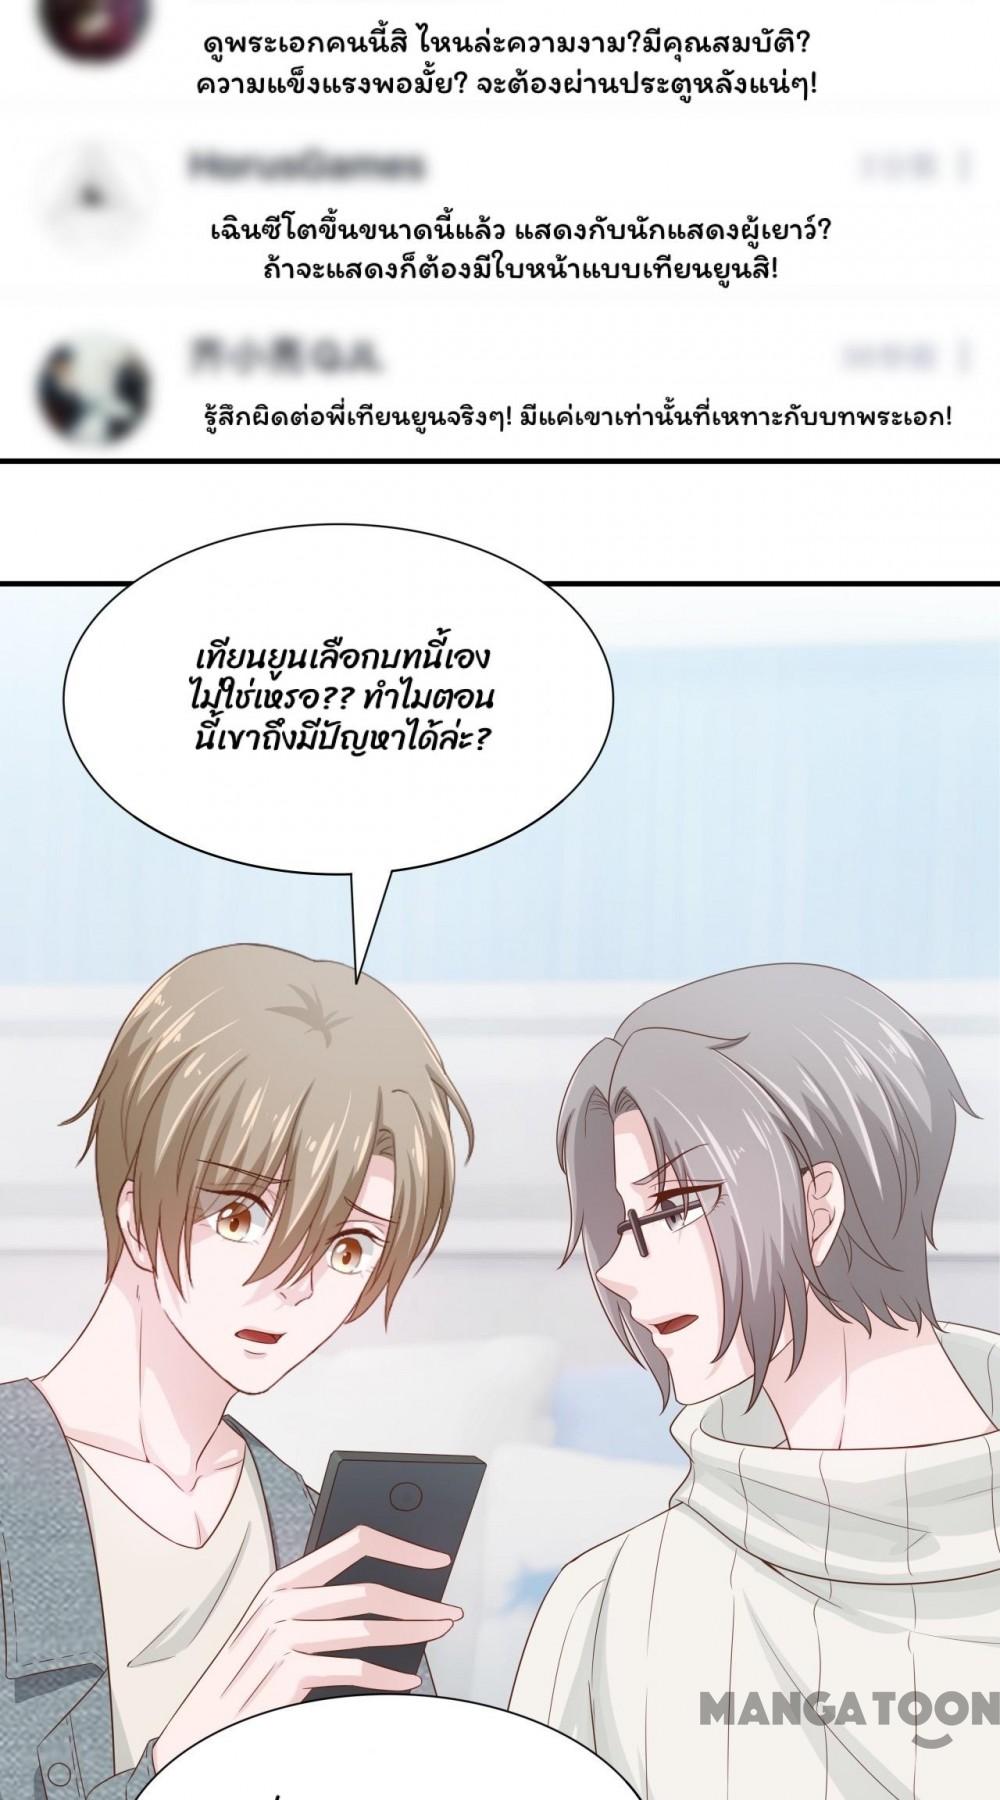 ดูพระเอกคนนี้สิ ไหนล่ะความงาม?มีคุณสมบัติ?
ความแข็งแรงพอมั้ย? จะต้องผ่านประตูหลังแน่ๆ!
HorusGames
เฉินซีโตขึ้นขนาดนี้แล้ว แสดงกับนักแสดงผู้เยาว์?
ถ้าจะแสดงก็ต้องมีใบหน้าแบบเทียนยูนสิ!
รู้สึกผิดต่อพี่เทียนยูนจริงๆ! มีแค่เขาเท่านั้นที่เหทาะกับบทพระเอก!
เทียนยูนเลือกบทนี้เอง
ไม่ใช่เหรอ?? ทำไมตอน
นี้เขาถึงมีปัญหาได้ล่ะ?
MANGATOON